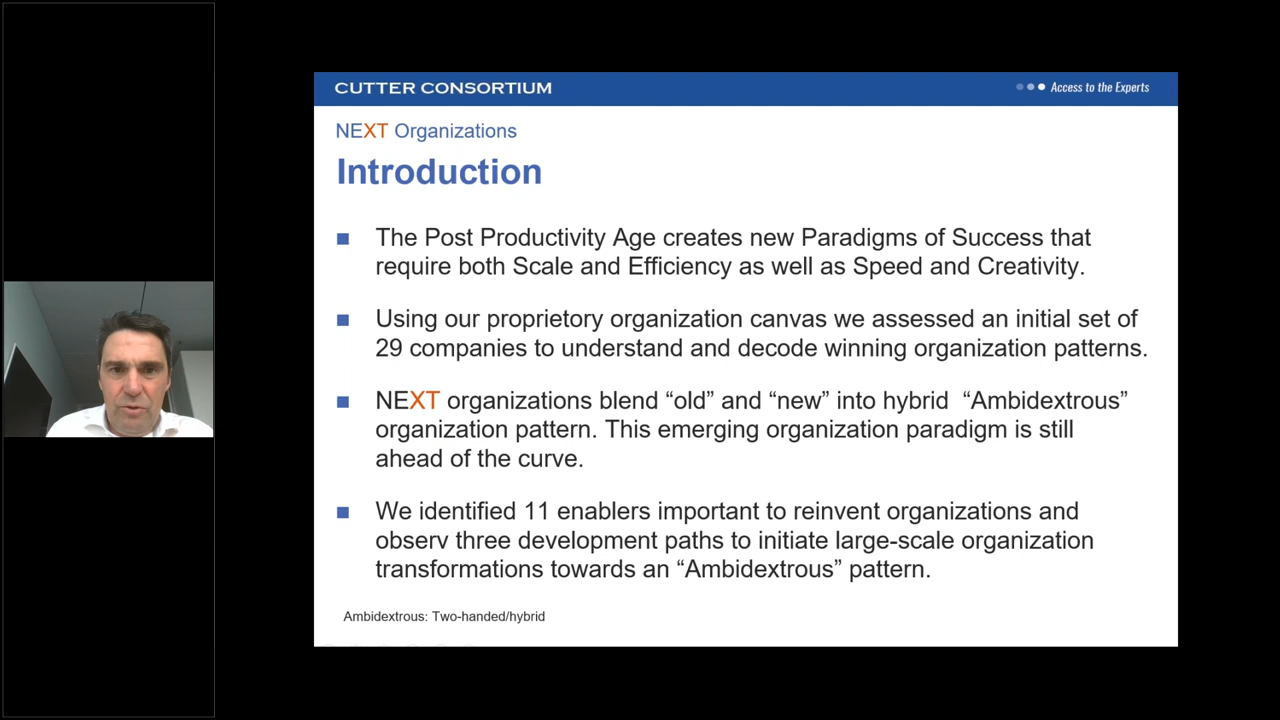 CUTTER CONSORTIUM
Access to the Experts
NEXT Organizations
Introduction
The Post Productivity Age creates new Paradigms of Success that
require both Scale and Efficiency as well as Speed and Creativity.
Using our proprietory organization canvas we assessed an initial set of
29 companies to understand and decode winning organization patterns.
NEXT organizations blend “old” and “new” into hybrid “Ambidextrous”
organization pattern. This emerging organization paradigm is still
ahead of the curve.
We identified 11 enablers important to reinvent organizations and
observ three development paths to initiate large-scale organization
transformations towards an “Ambidextrous” pattern.
Ambidextrous: Two-handed/hybrid